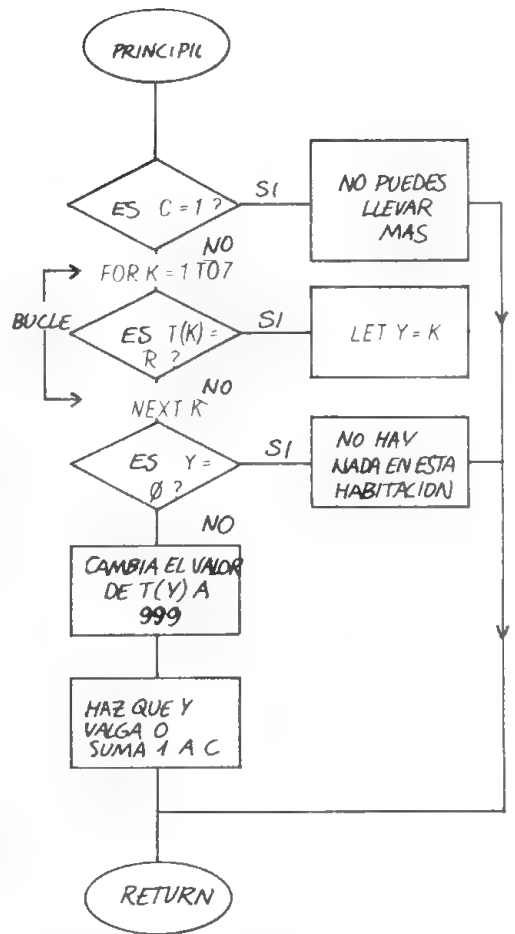 PRINCIPIL
ES C = 1 ?
SI
NO PUEDES
LLEVAR
MAS
NO
FOR K = 1 TO 7
BUCLE
ES T(K) =
R ?
SI
LET Y = K
NO
NEXT K
ES Y =
Ø ?
SI
NO HAV
NADA EN ESTA
HABITACION
NO
CAMBIA EL VALOR
DE T(Y) A
999
HAZ QUE Y
VALGA O
SUMA 1 A C
RETURN